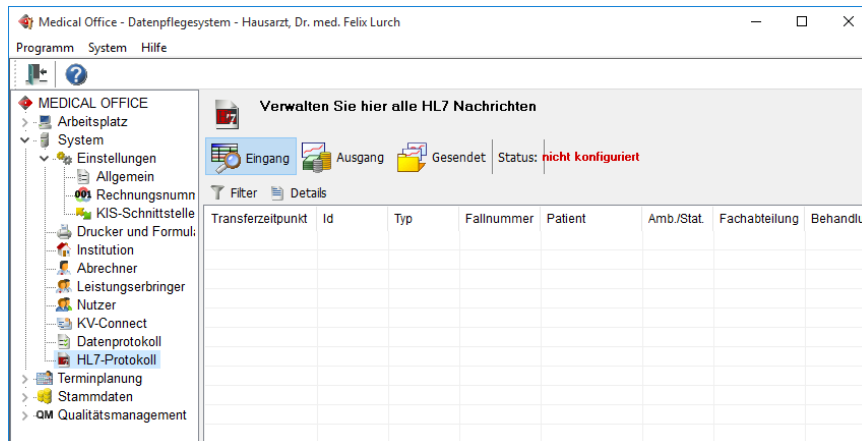 Medical Office - Datenpflegesystem - Hausarzt, Dr. med. Felix Lurch
Programm System Hilfe
MEDICAL OFFICE
Arbeitsplatz
System
Einstellungen
Allgemein
001 Rechnungsnumn
KIS-Schnittstelle
Drucker und Formula
Institution
Abrechner
Leistungserbringer
Nutzer
KV-Connect
Datenprotokoll
HL7-Protokoll
Terminplanung
Stammdaten
QM Qualitätsmanagement
Verwalten Sie hier alle HL7 Nachrichten
Eingang Ausgang Gesendet Status: nicht konfiguriert
Filter Details
Transferzeitpunkt Id Typ Fallnummer Patient Amb./Stat. Fachabteilung Behandlu